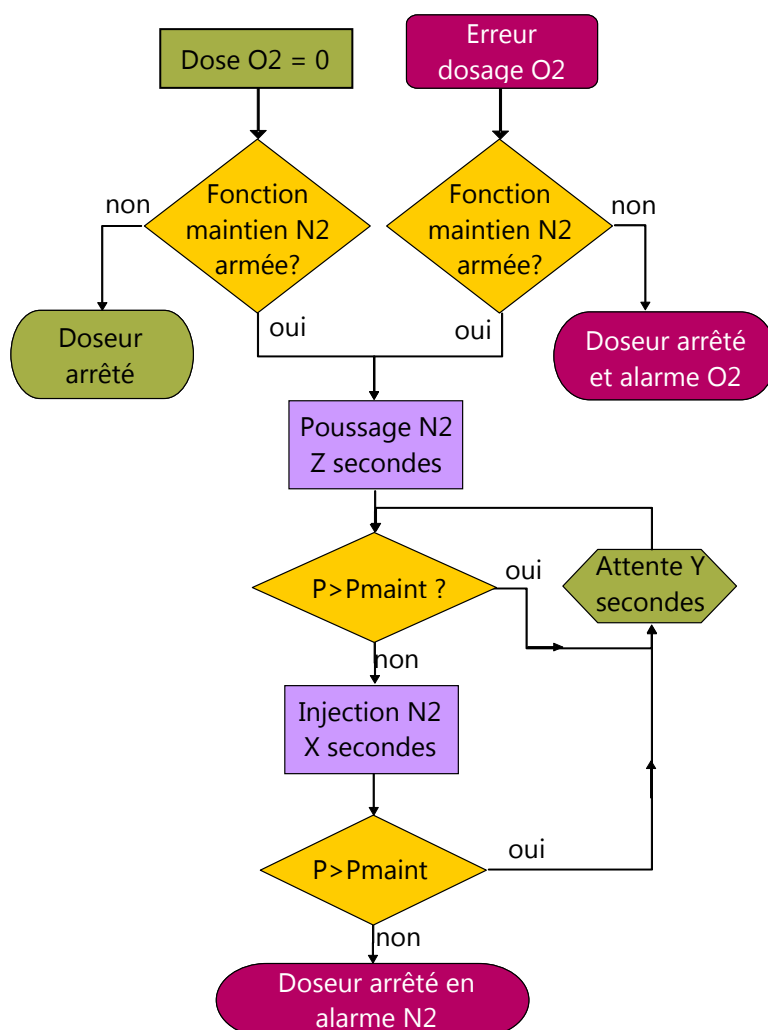 Dose O2 = 0
Erreur
dosage O2
Fonction
maintien N2
armée?
Fonction
maintien N2
armée?
non
non
oui
oui
Doseur
arrêté
Doseur arrêté
et alarme O2
Poussage N2
Z secondes
P>Pmaint ?
oui
Attente Y
secondes
non
Injection N2
X secondes
P>Pmaint
oui
non
Doseur arrêté en
alarme N2